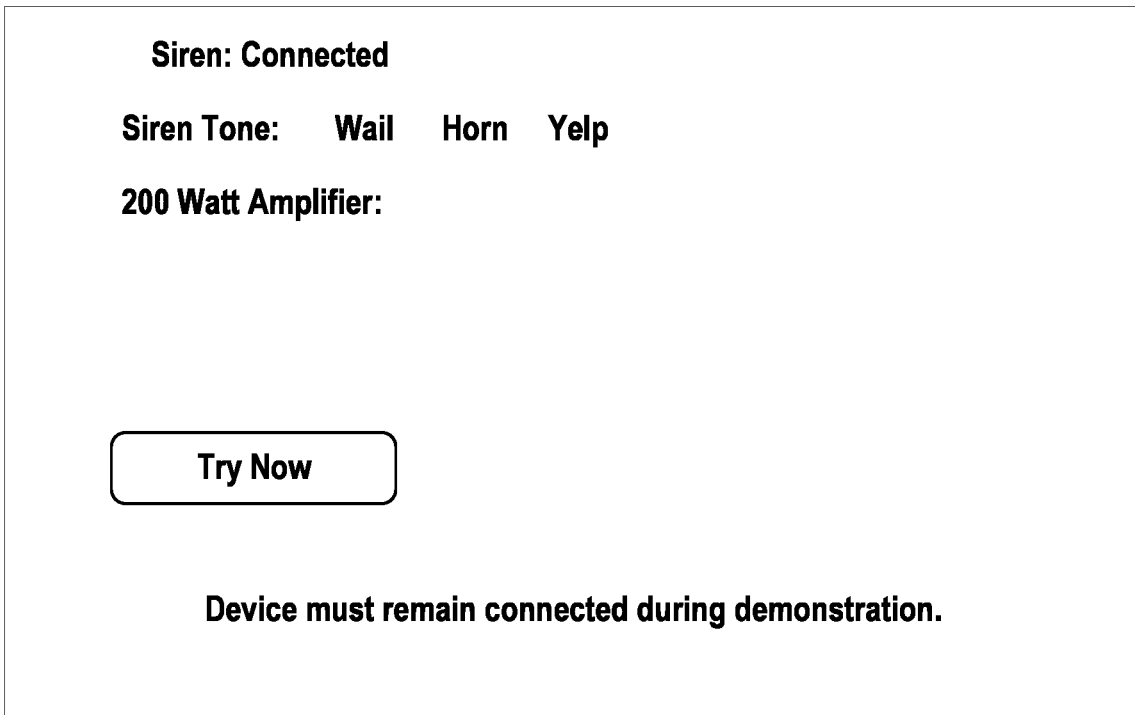 Siren: Connected
Siren Tone: Wail Horn Yelp
200 Watt Amplifier:
Try Now
Device must remain connected during demonstration.